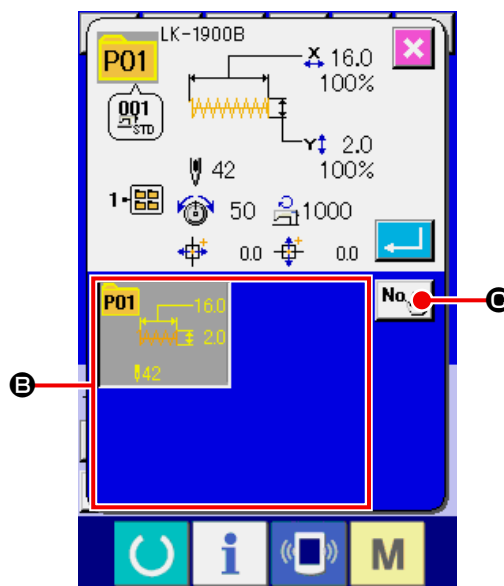 LK-1900B
P01
X 16.0
100%
001
STD
Y 2.0
100%
42
1•
50
1000
0.0
0.0
P01
16.0
2.0
42
No.
B
C
i
M